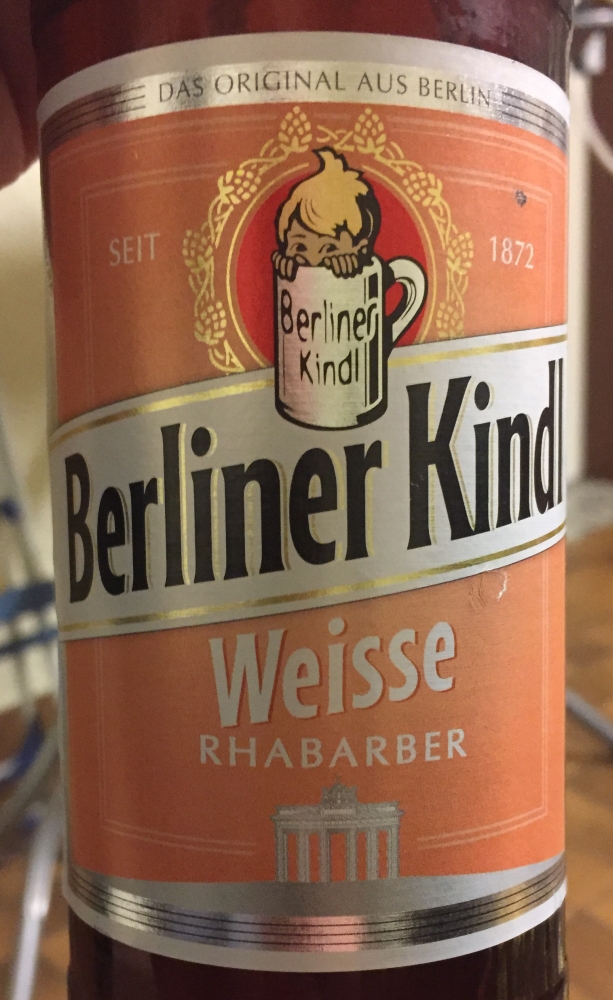 DAS ORIGINAL AUS BERLIN
SEIT 1872
Berliner
Kindl
Berliner Kindl
Weisse
RHABARBER